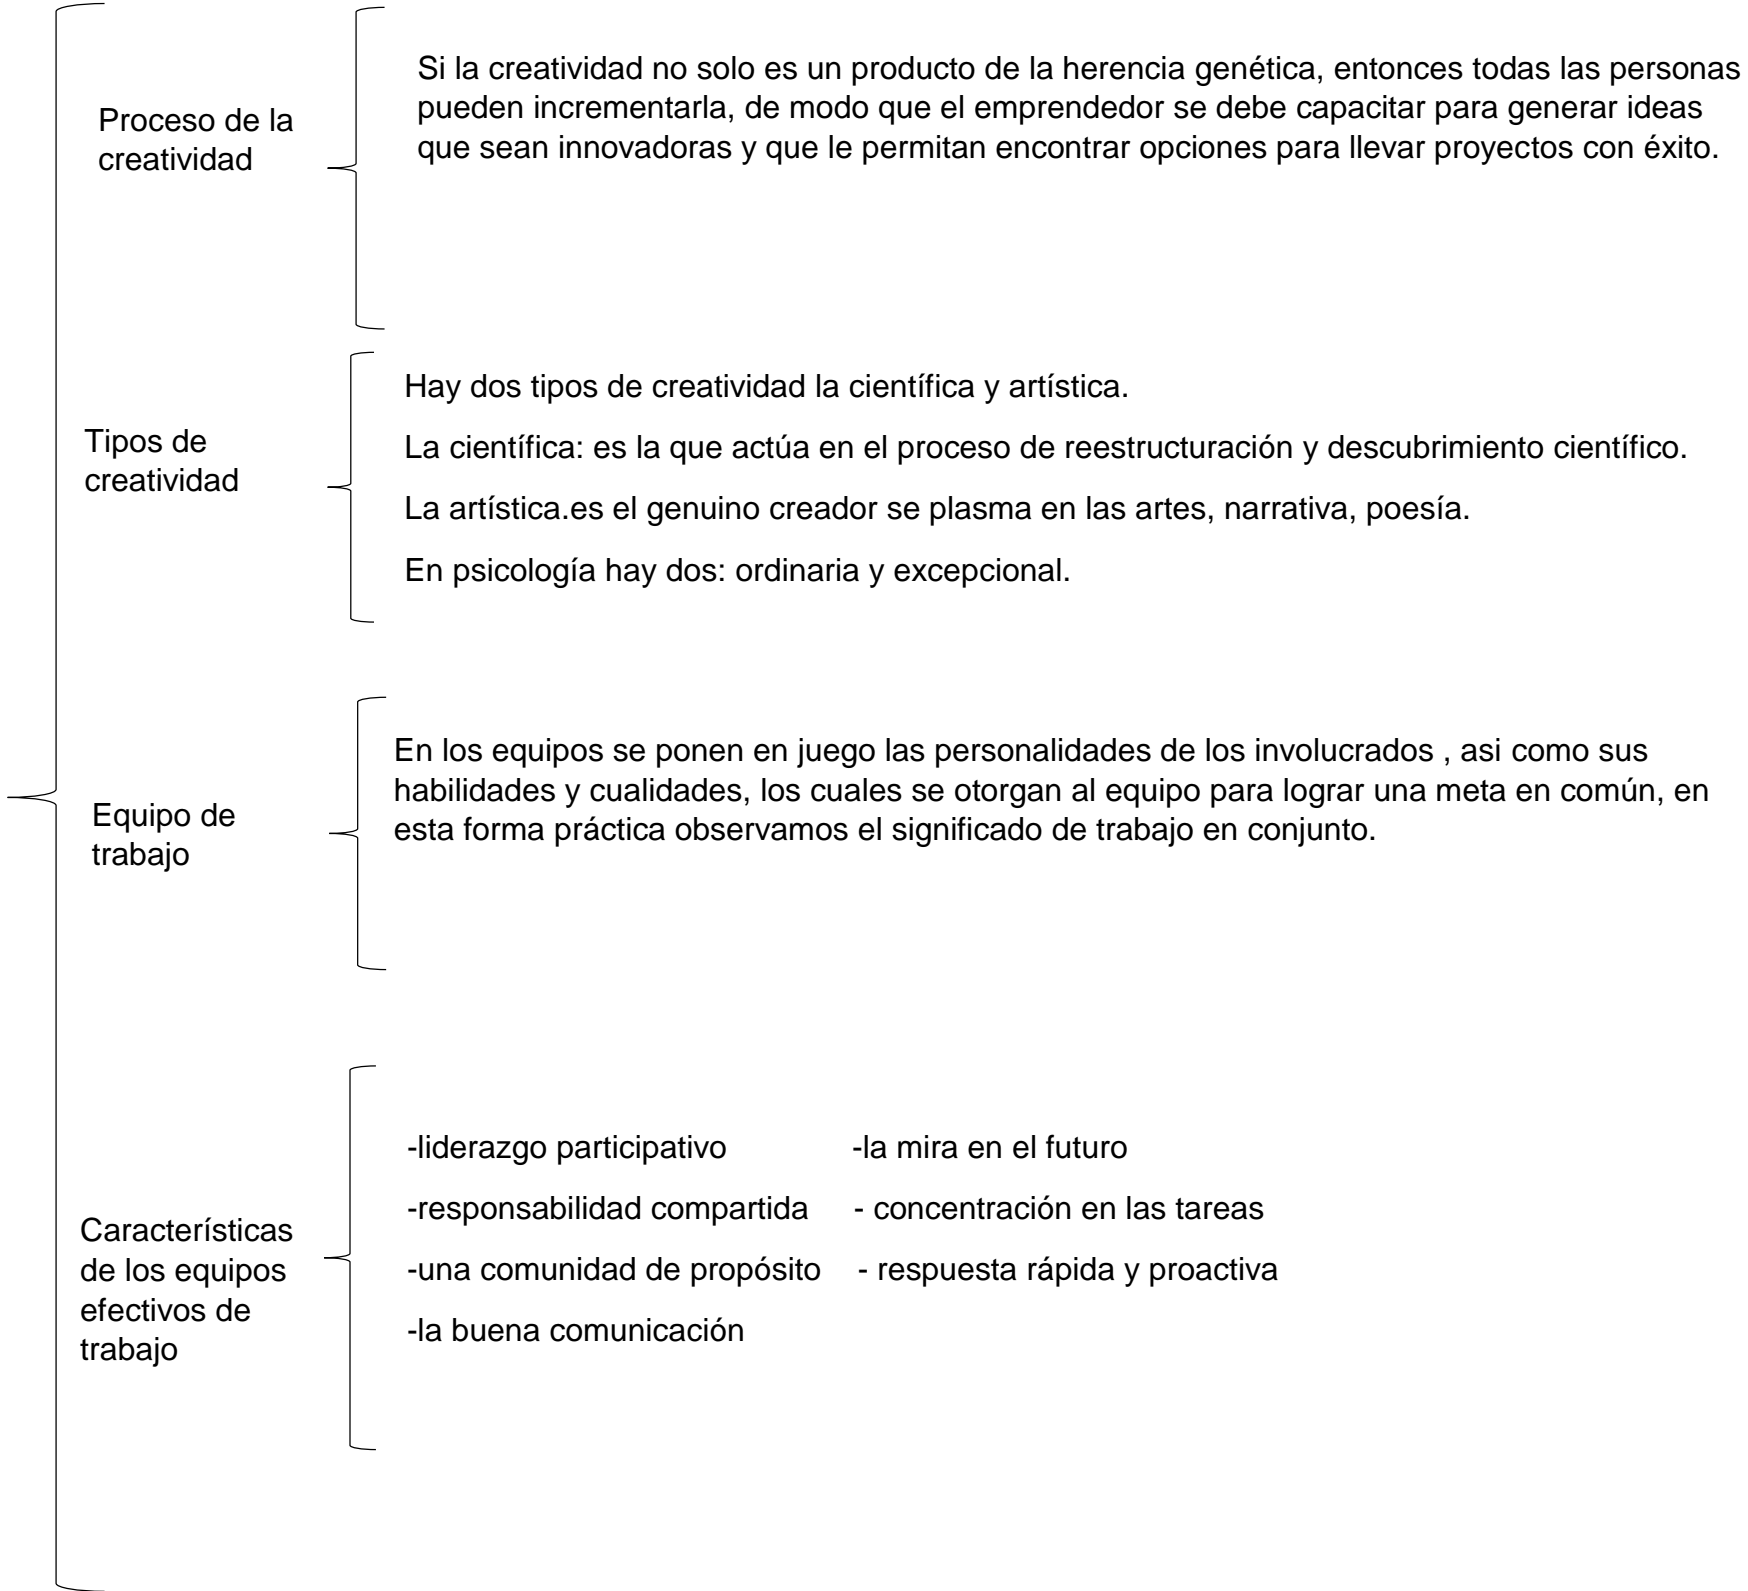 Proceso de la
creatividad
Si la creatividad no solo es un producto de la herencia genética, entonces todas las personas
pueden incrementarla, de modo que el emprendedor se debe capacitar para generar ideas
que sean innovadoras y que le permitan encontrar opciones para llevar proyectos con éxito.
Tipos de
creatividad
Hay dos tipos de creatividad la científica y artística.
La científica: es la que actúa en el proceso de reestructuración y descubrimiento científico.
La artística.es el genuino creador se plasma en las artes, narrativa, poesía.
En psicología hay dos: ordinaria y excepcional.
Equipo de
trabajo
En los equipos se ponen en juego las personalidades de los involucrados , asi como sus
habilidades y cualidades, los cuales se otorgan al equipo para lograr una meta en común, en
esta forma práctica observamos el significado de trabajo en conjunto.
Características
de los equipos
efectivos de
trabajo
-liderazgo participativo -la mira en el futuro
-responsabilidad compartida - concentración en las tareas
-una comunidad de propósito - respuesta rápida y proactiva
-la buena comunicación